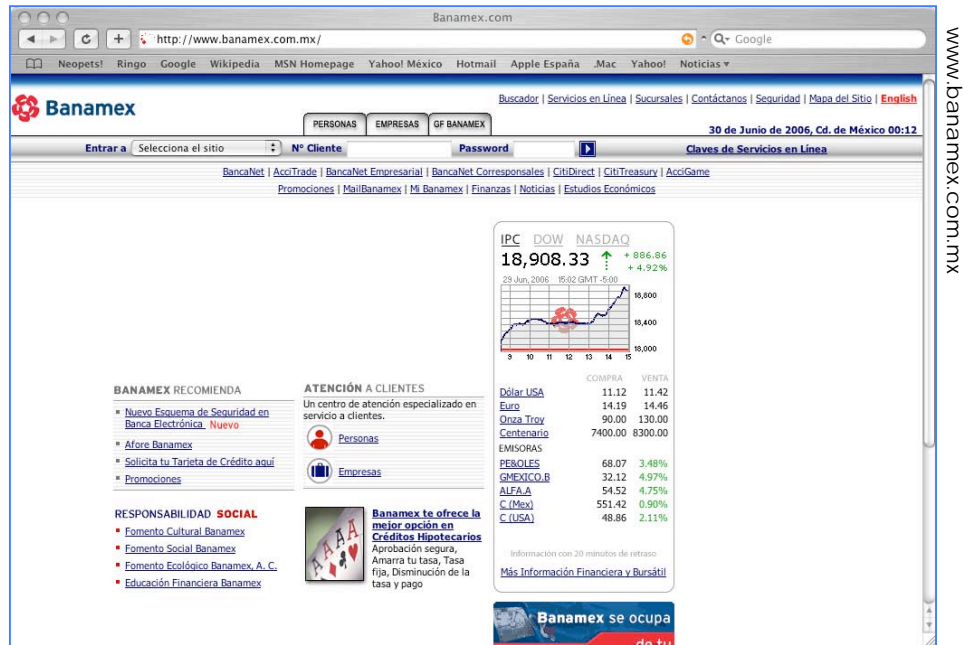 Banamex.com
http://www.banamex.com.mx/
Google
Neopets! Ringo Google Wikipedia MSN Homepage Yahoo! México Hotmail Apple España .Mac Yahoo! Noticias
Banamex
Buscador | Servicios en Línea | Sucursales | Contáctanos | Seguridad | Mapa del Sitio | English
PERSONAS EMPRESAS GF BANAMEX
30 de Junio de 2006, Cd. de México 00:12
Entrar a Selecciona el sitio Nº Cliente Password Claves de Servicios en Línea
BancaNet | AcciTrade | BancaNet Empresarial | BancaNet Corresponsales | CitiDirect | CitiTreasury | AcciGame
Promociones | MailBanamex | Mi Banamex | Finanzas | Noticias | Estudios Económicos
IPC DOW NASDAQ
18,908.33 + 886.86
+ 4.92%
29 Jun, 2006 15:02 GMT -5:00
18,800
18,400
18,000
9 10 11 12 13 14 15
COMPRA VENTA
Dólar USA 11.12 11.42
Euro 14.19 14.46
Onza Troy 90.00 130.00
Centenario 7400.00 8300.00
EMISORAS
PE&OLES 68.07 3.48%
GMEXICO.B 32.12 4.97%
ALFA.A 54.52 4.75%
C (Mex) 551.42 0.90%
C (USA) 48.86 2.11%
Información con 20 minutos de retraso
Más Información Financiera y Bursátil
BANAMEX RECOMIENDA
Nuevo Esquema de Seguridad en
Banca Electrónica Nuevo
Afore Banamex
Solicita tu Tarjeta de Crédito aquí
Promociones
ATENCIÓN A CLIENTES
Un centro de atención especializado en
servicio a clientes.
Personas
Empresas
RESPONSABILIDAD SOCIAL
Fomento Cultural Banamex
Fomento Social Banamex
Fomento Ecológico Banamex, A. C.
Educación Financiera Banamex
A A A A
Banamex te ofrece la
mejor opción en
Créditos Hipotecarios
Aprobación segura,
Amarra tu tasa, Tasa
fija, Disminución de la
tasa y pago
Banamex se ocupa
de tu
www.banamex.com.mx